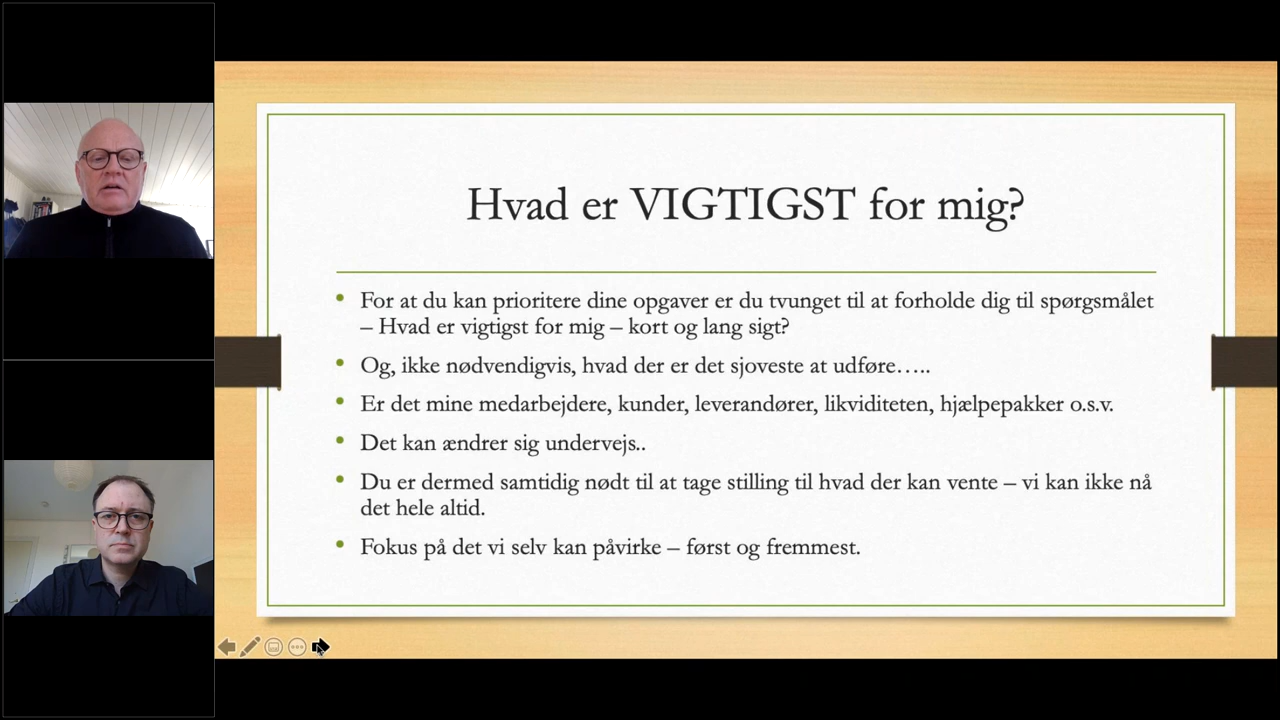 Hvad er VIGTIGST for mig?
For at du kan prioritere dine opgaver er du tvunget til at forholde dig til spørgsmålet
– Hvad er vigtigst for mig – kort og lang sigt?
Og, ikke nødvendigvis, hvad der er det sjoveste at udføre…..
Er det mine medarbejdere, kunder, leverandører, likviditeten, hjælpepakker o.s.v.
Det kan ændrer sig undervejs..
Du er dermed samtidig nødt til at tage stilling til hvad der kan vente – vi kan ikke nå
det hele altid.
Fokus på det vi selv kan påvirke – først og fremmest.